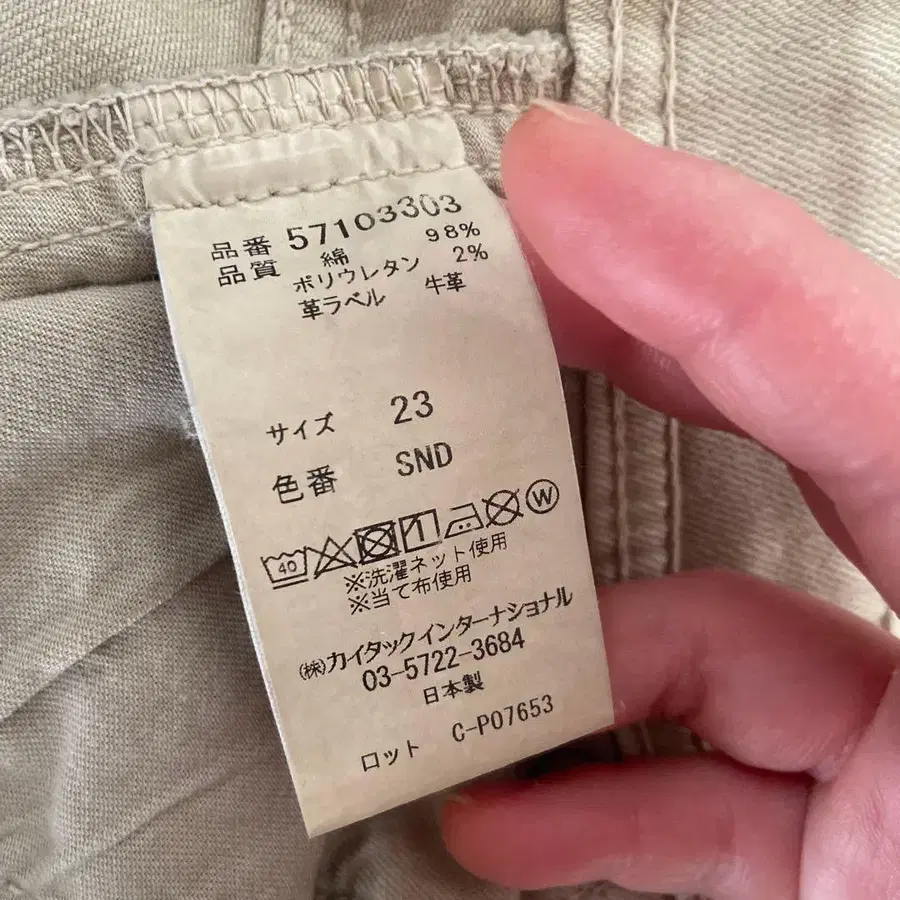 品番 57103303
品質 綿 98%
ポリウレタン 2%
革ラベル 牛革
サイズ 23
色番 SND
40 W
※洗濯ネット使用
※当て布使用
㈱カイタックインターナショナル
03-5722-3684
日本製
ロット C-P07653